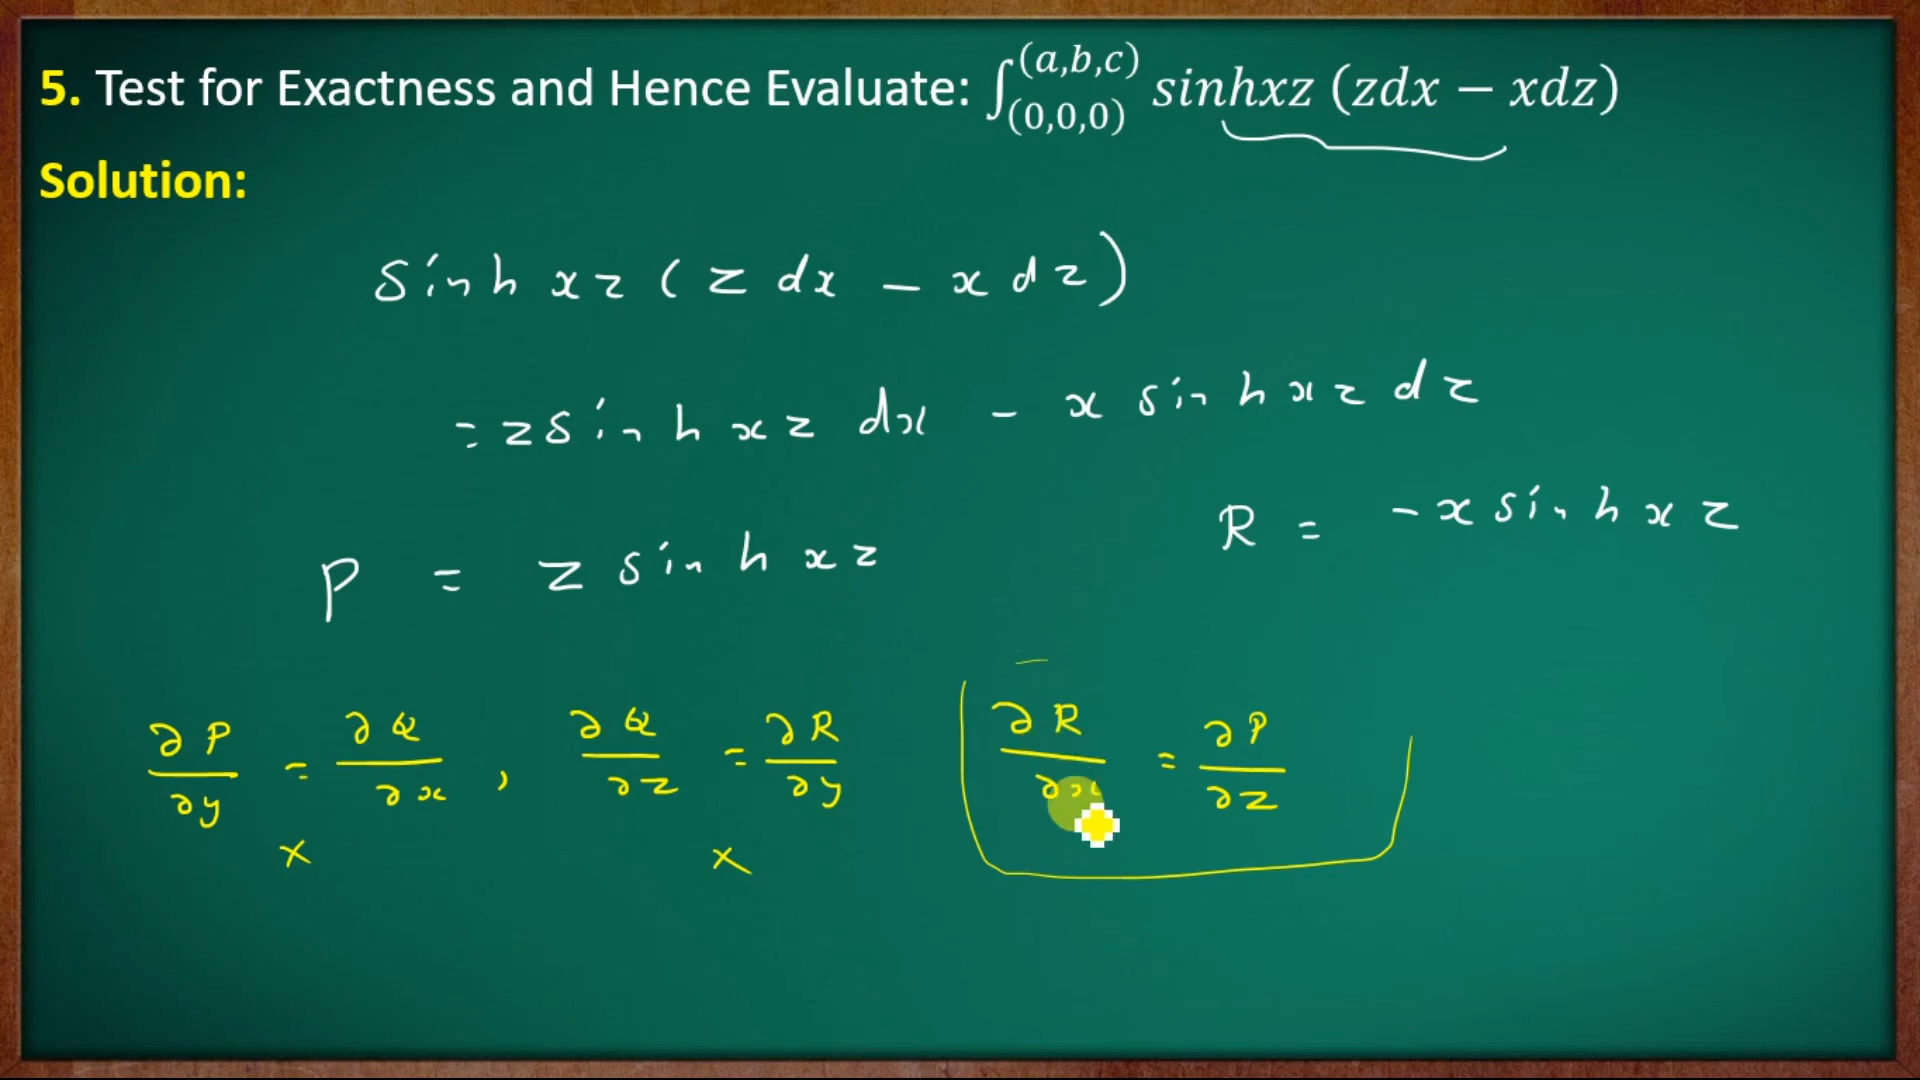 5. Test for Exactness and Hence Evaluate: ∫_(0,0,0)^(a,b,c) sinhxz (zdx − xdz)
Solution:
sinh xz (z dx − x dz)
= z sinh xz dx − x sinh xz dz
P = z sinh xz
R = −x sinh xz
∂P/∂y = ∂Q/∂x , ∂Q/∂z = ∂R/∂y ∂R/∂x = ∂P/∂z
× ×